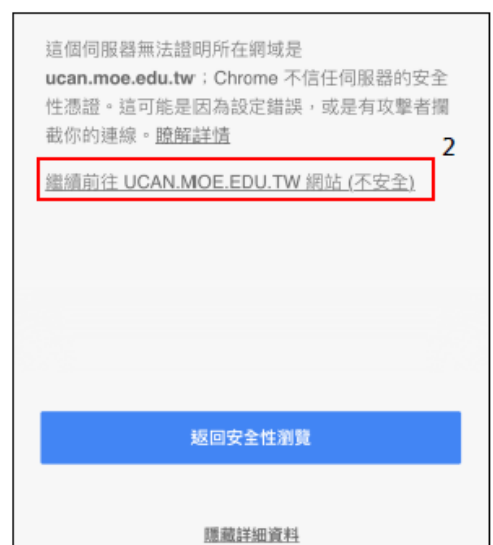 這個伺服器無法證明所在網域是
ucan.moe.edu.tw；Chrome 不信任伺服器的安全
性憑證。這可能是因為設定錯誤，或是有攻擊者攔
截你的連線。瞭解詳情
2
繼續前往 UCAN.MOE.EDU.TW 網站 (不安全)
返回安全性瀏覽
隱藏詳細資料